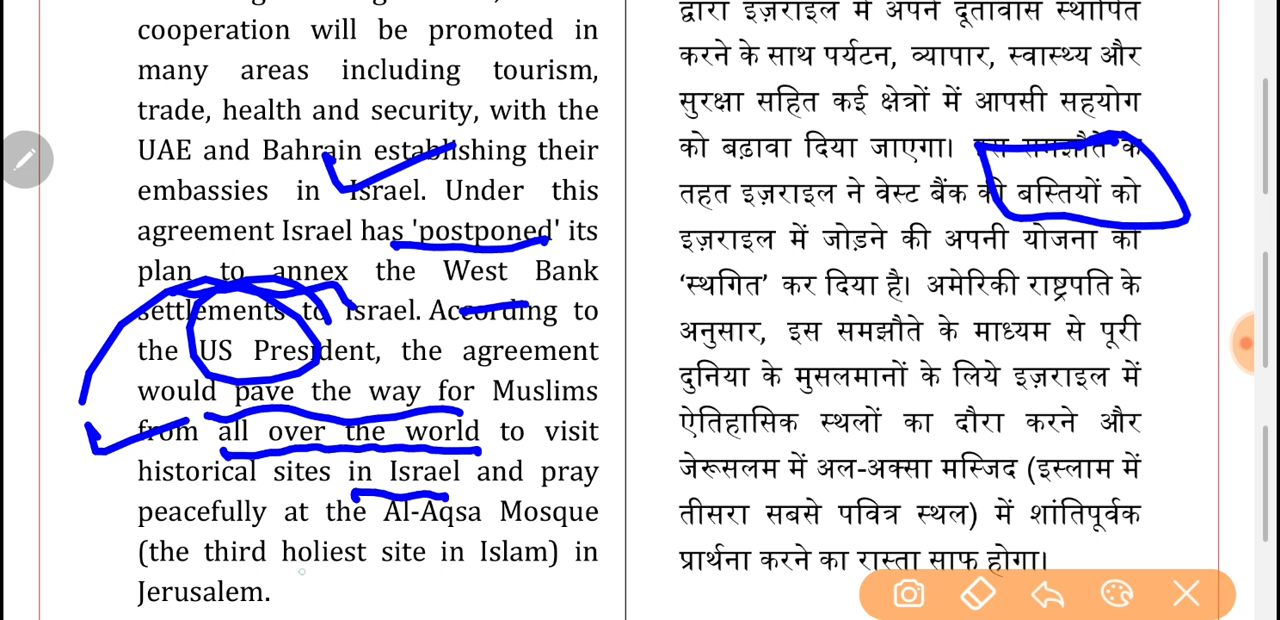 cooperation will be promoted in
many areas including tourism,
trade, health and security, with the
UAE and Bahrain establishing their
embassies in Israel. Under this
agreement Israel has 'postponed' its
plan to annex the West Bank
settlements to Israel. According to
the US President, the agreement
would pave the way for Muslims
from all over the world to visit
historical sites in Israel and pray
peacefully at the Al-Aqsa Mosque
(the third holiest site in Islam) in
Jerusalem.
द्वारा इज़राइल में अपने दूतावास स्थापित
करने के साथ पर्यटन, व्यापार, स्वास्थ्य और
सुरक्षा सहित कई क्षेत्रों में आपसी सहयोग
को बढ़ावा दिया जाएगा। इस समझौते के
तहत इज़राइल ने वेस्ट बैंक की बस्तियों को
इज़राइल में जोड़ने की अपनी योजना को
‘स्थगित’ कर दिया है। अमेरिकी राष्ट्रपति के
अनुसार, इस समझौते के माध्यम से पूरी
दुनिया के मुसलमानों के लिये इज़राइल में
ऐतिहासिक स्थलों का दौरा करने और
जेरूसलम में अल-अक्सा मस्जिद (इस्लाम में
तीसरा सबसे पवित्र स्थल) में शांतिपूर्वक
प्रार्थना करने का रास्ता साफ होगा।